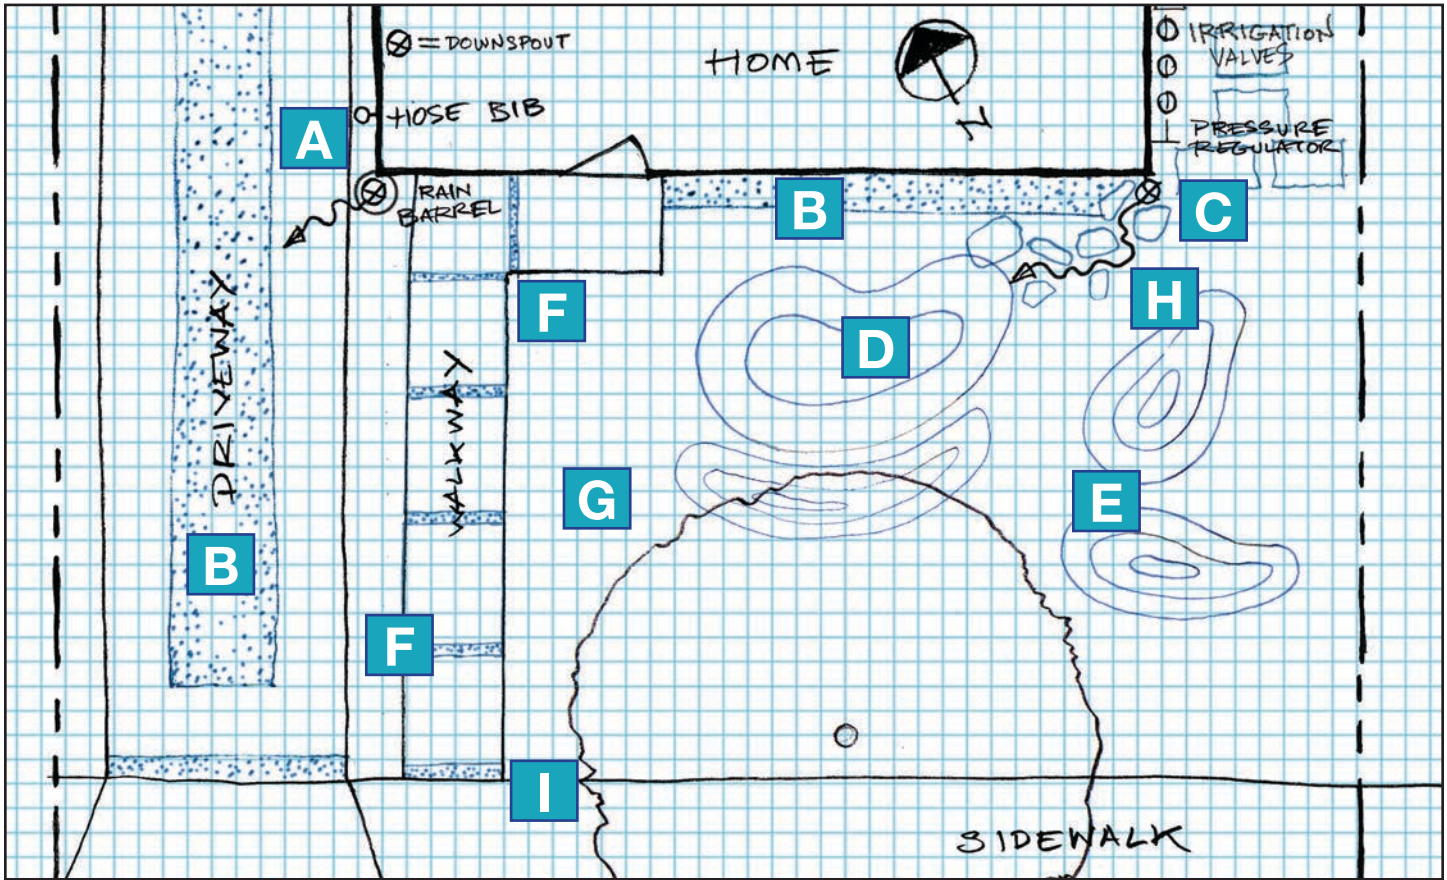 ⊗ = DOWNSPOUT
HOME
N
IRRIGATION
VALVES
HOSE BIB
A
PRESSURE
REGULATOR
RAIN
BARREL
B
C
H
F
D
DRIVEWAY
WALKWAY
G
E
B
F
I
SIDEWALK